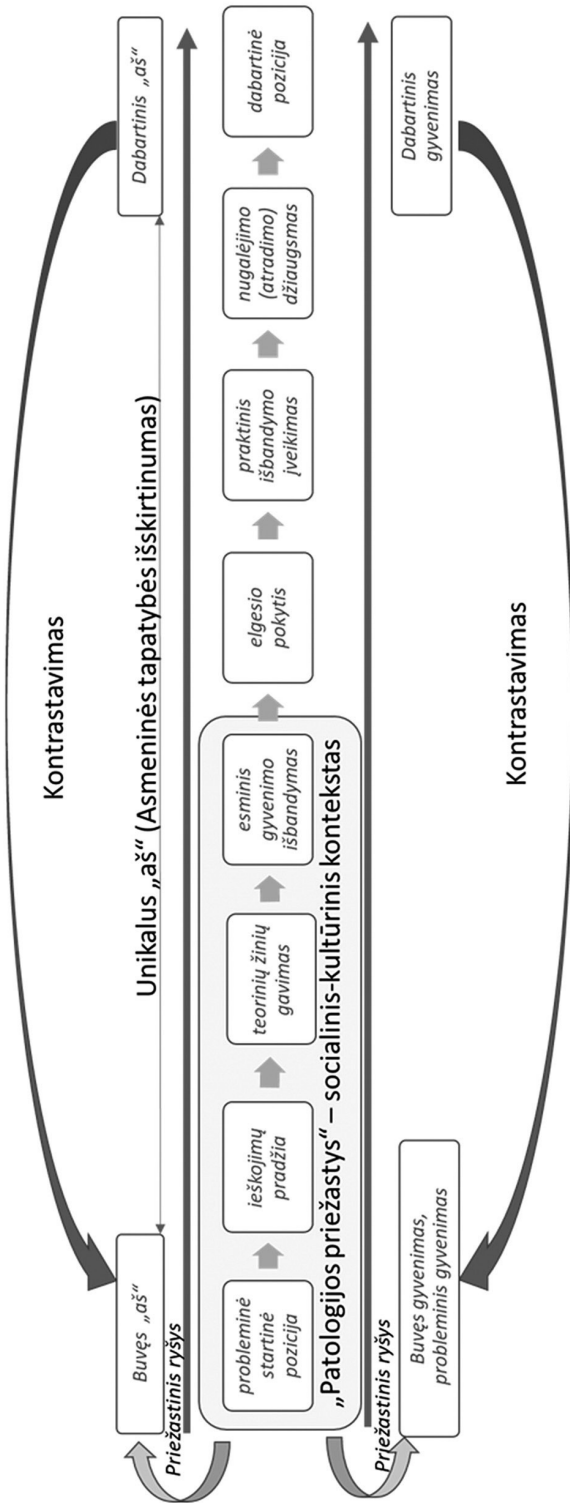 Kontrastavimas
Buvęs „aš“
Dabartinis „aš“
Unikalus „aš“ (Asmeninės tapatybės išskirtinumas)
Priežastinis ryšys
probleminė
startinė
pozicija
ieškojimų
pradžia
teorinių žinių
gavimas
esminis
gyvenimo
išbandymas
elgesio
pokytis
praktinis
išbandymo
įveikimas
nugalėjimo
(atradimo)
džiaugsmas
dabartinė
pozicija
„Patologijos priežastys“ – socialinis-kultūrinis kontekstas
Priežastinis ryšys
Buvęs gyvenimas,
probleminis gyvenimas
Dabartinis
gyvenimas
Kontrastavimas